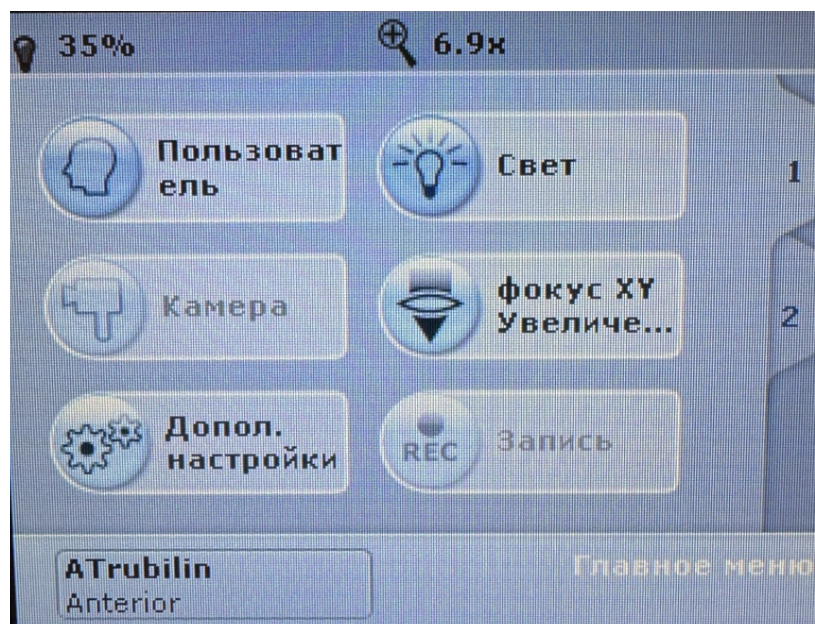 35% 6.9x
Пользоват
ель
Свет
1
Камера
фокус XY
Увеличе...
2
Допол.
настройки
REC
Запись
ATrubilin
Anterior
Главное меню